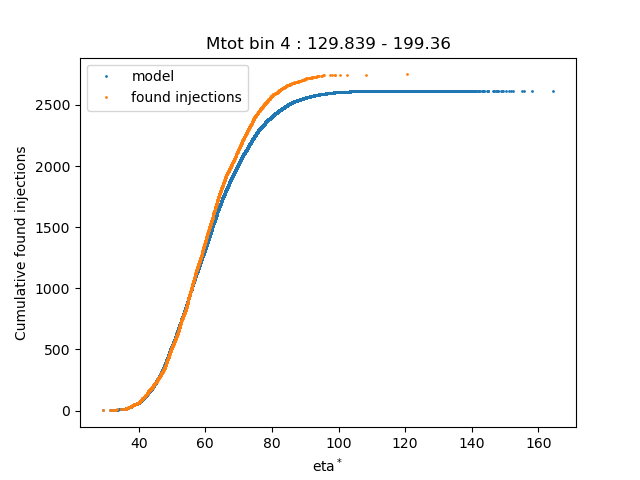 Mtot bin 4 : 129.839 - 199.36
model
found injections
Cumulative found injections
2500
2000
1500
1000
500
0
40 60 80 100 120 140 160
eta*